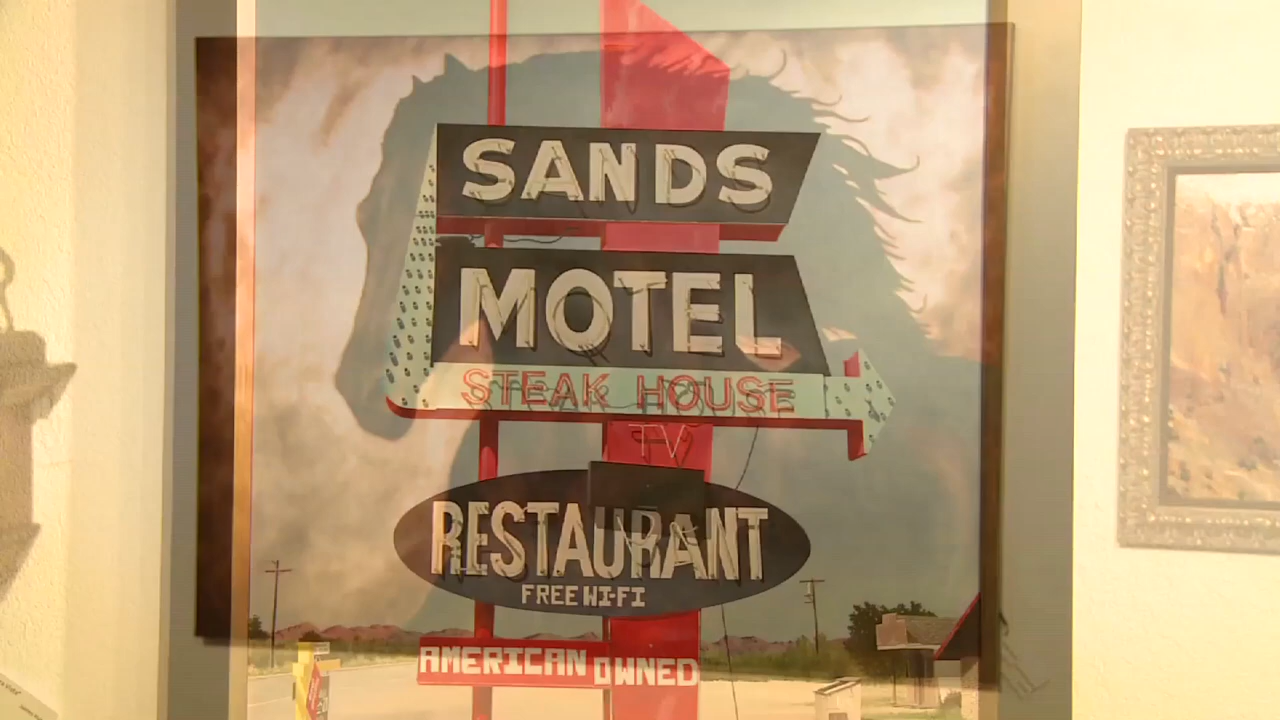 SANDS
MOTEL
STEAK HOUSE
TV
RESTAURANT
FREE WI-FI
AMERICAN OWNED